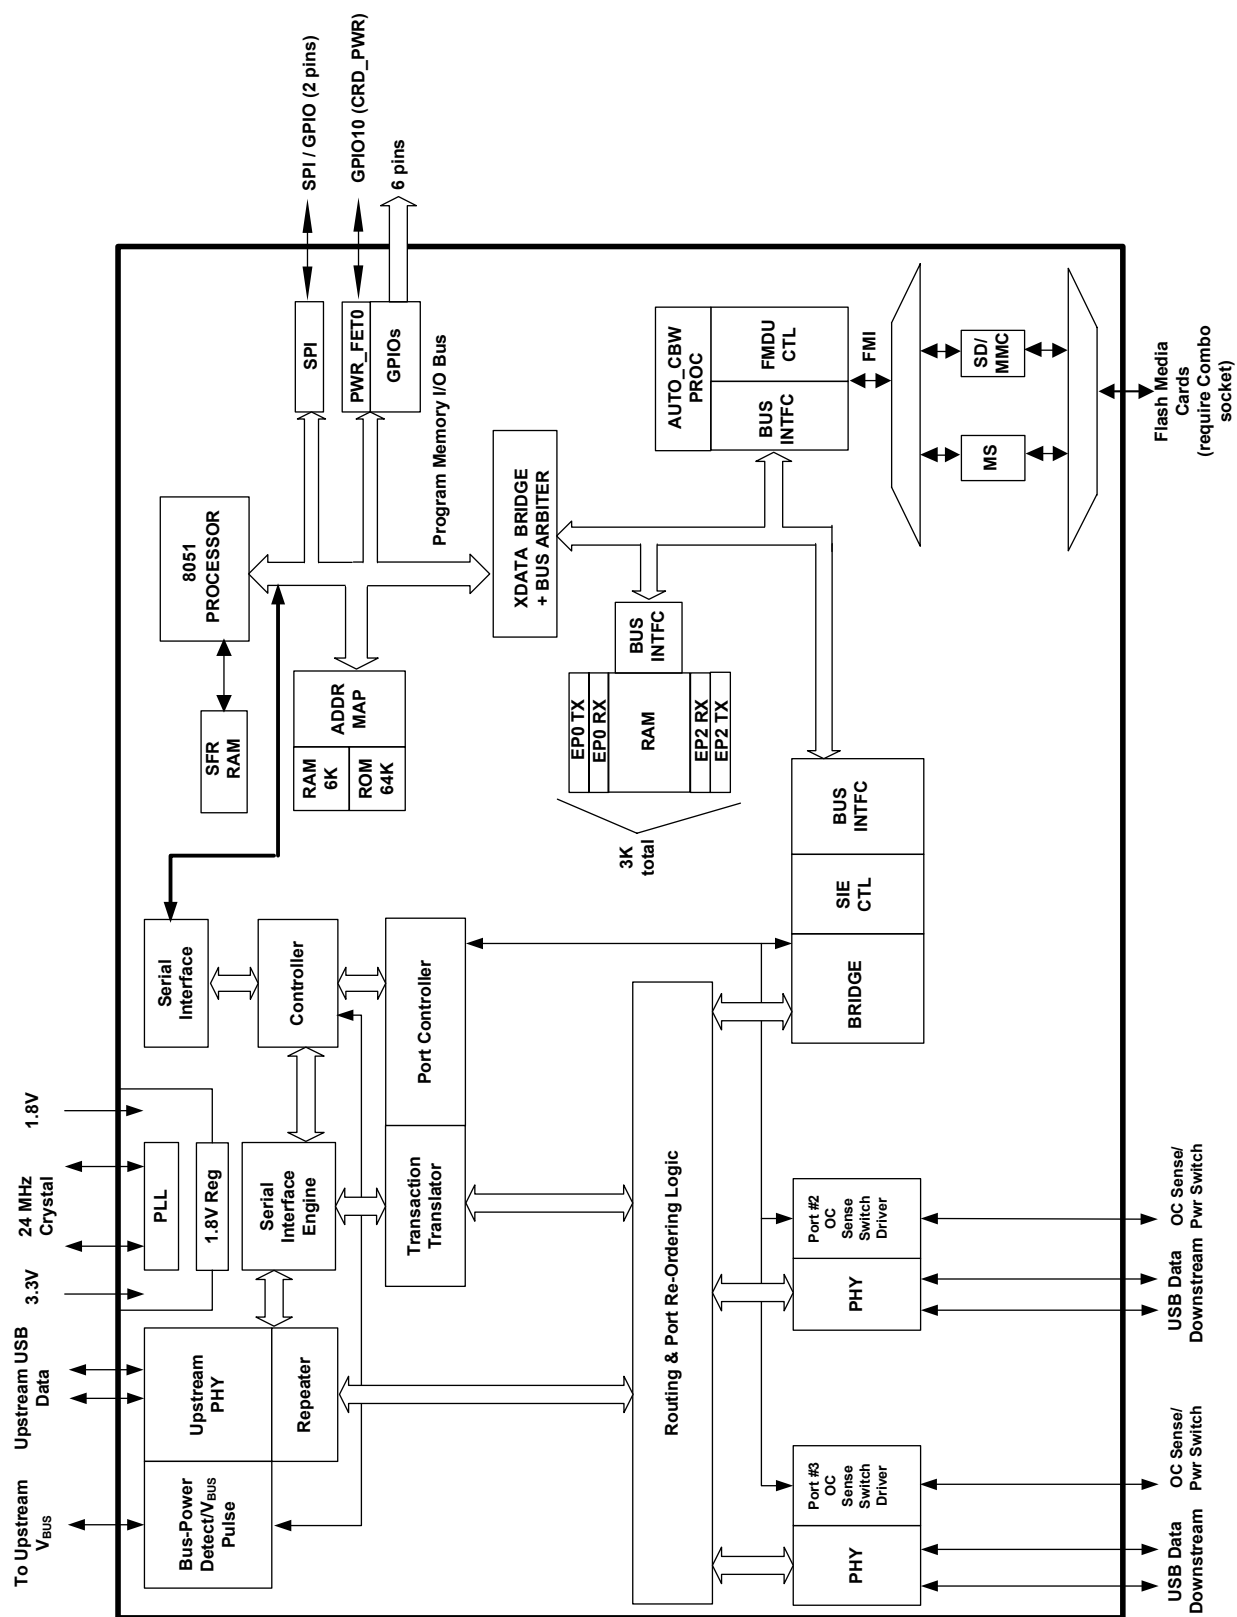 To Upstream
VBUS
Upstream USB
Data
3.3V
24 MHz
Crystal
1.8V
Bus-Power
Detect/VBUS
Pulse
Upstream
PHY
Repeater
PLL
1.8V Reg
Serial
Interface
Engine
Serial
Interface
Controller
Transaction
Translator
Port Controller
SFR
RAM
8051
PROCESSOR
RAM
6K
ROM
64K
ADDR
MAP
SPI
PWR_FET0
GPIOs
SPI / GPIO (2 pins)
GPIO10 (CRD_PWR)
6 pins
Program Memory I/O Bus
XDATA BRIDGE
+ BUS ARBITER
3K
total
EP0 TX
EP0 RX
RAM
EP2 RX
EP2 TX
BUS
INTFC
AUTO_CBW
PROC
BUS
INTFC
FMDU
CTL
FMI
Routing & Port Re-Ordering Logic
BRIDGE
SIE
CTL
BUS
INTFC
PHY
Port #3
OC
Sense
Switch
Driver
PHY
Port #2
OC
Sense
Switch
Driver
MS
SD/
MMC
USB Data
Downstream
OC Sense/
Pwr Switch
USB Data
Downstream
OC Sense/
Pwr Switch
Flash Media
Cards
(require Combo
socket)